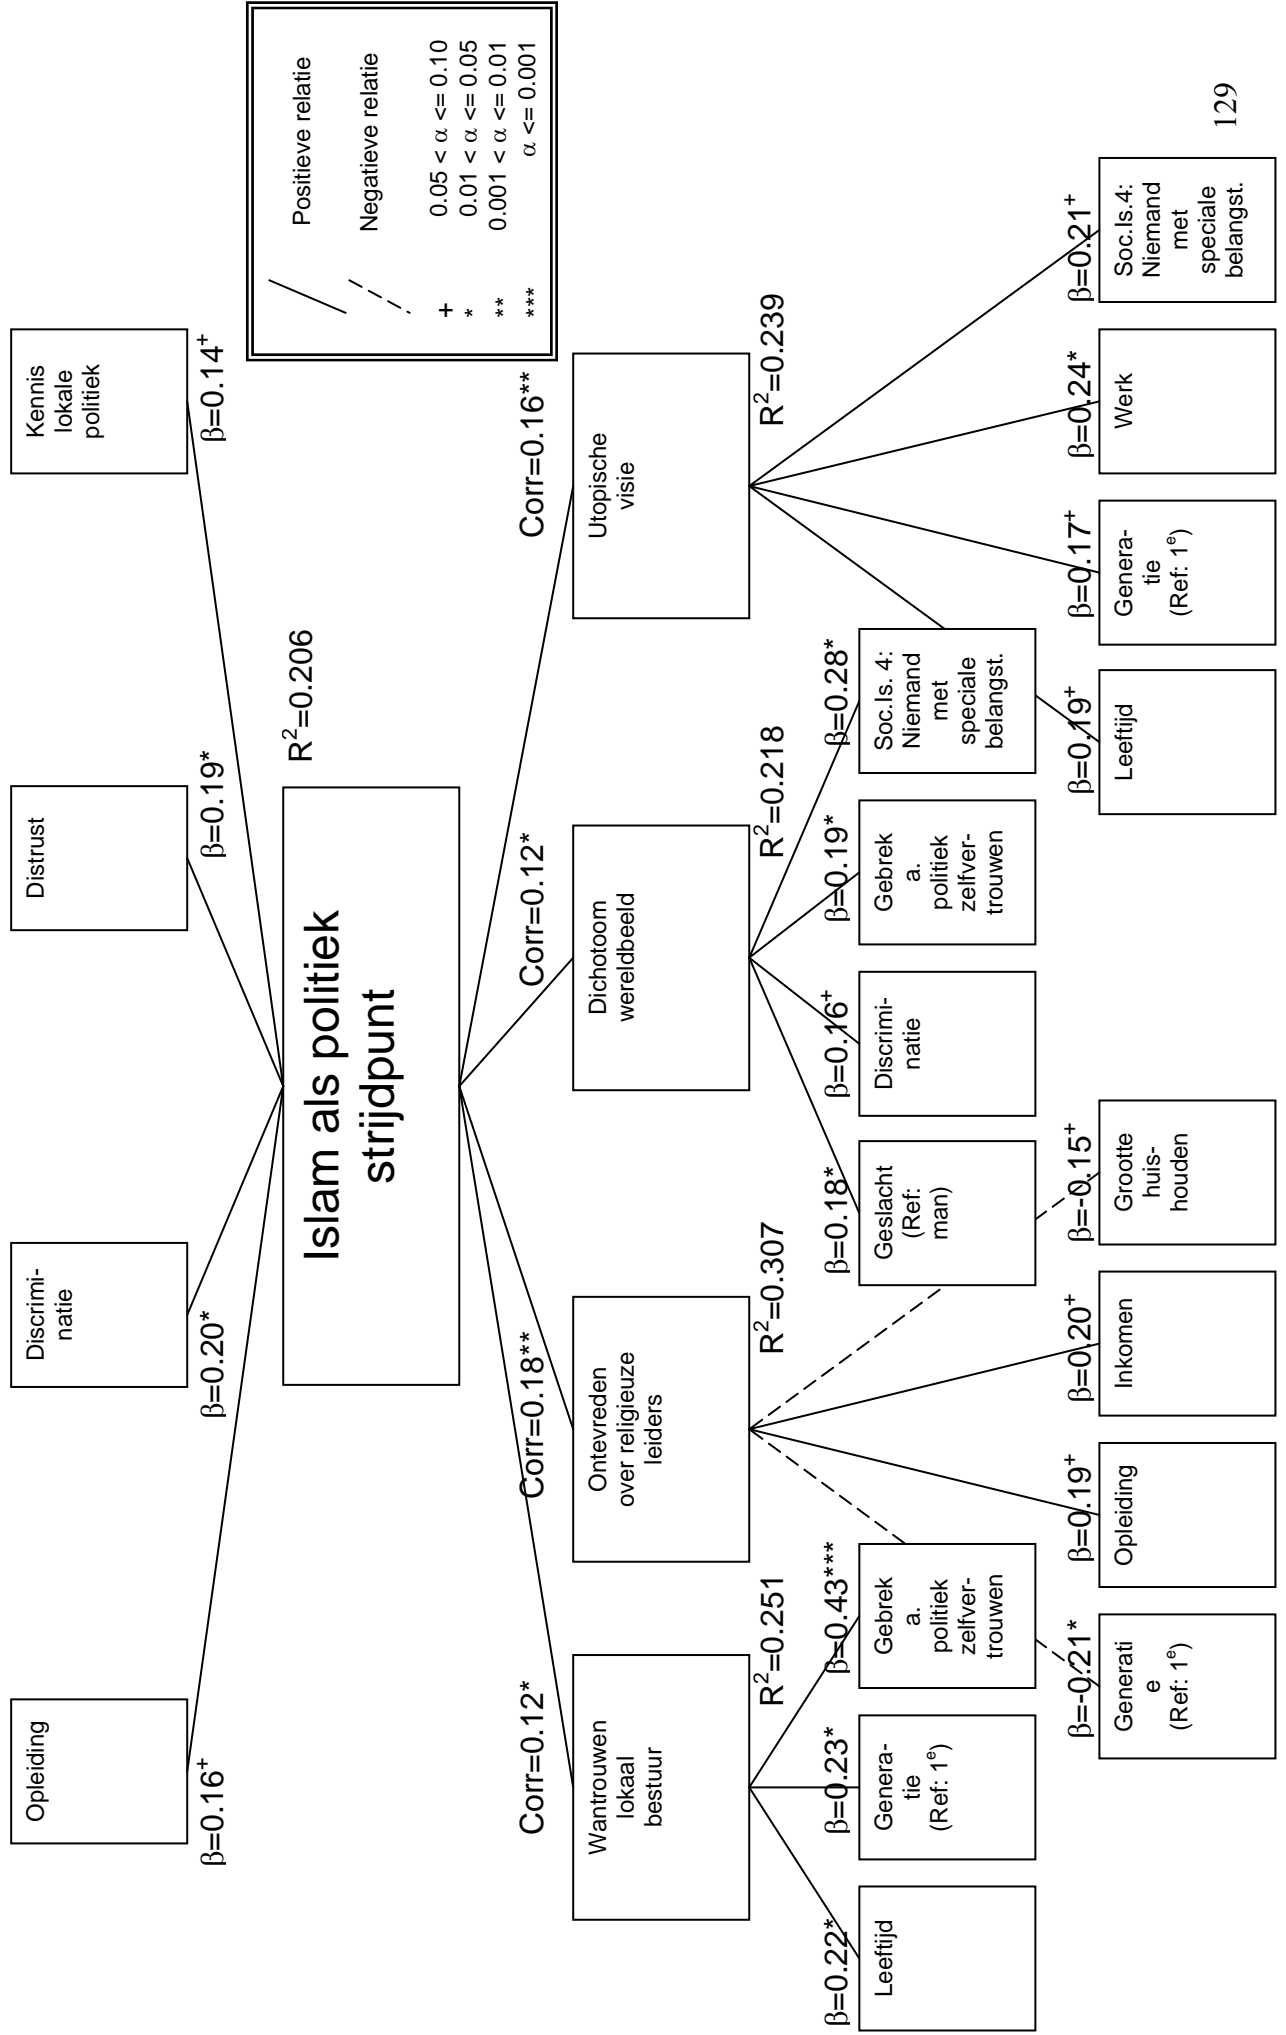 Opleiding
Discrimi-
natie
Distrust
Kennis
lokale
politiek
β=0.16+
β=0.20*
β=0.19*
β=0.14+
Islam als politiek
strijdpunt
R2=0.206
Positieve relatie
Negatieve relatie
+ 0.05 < α <= 0.10
* 0.01 < α <= 0.05
** 0.001 < α <= 0.01
*** α <= 0.001
Corr=0.12*
Corr=0.18**
Corr=0.12*
Corr=0.16**
Wantrouwen
lokaal
bestuur
Ontevreden
over religieuze
leiders
Dichotoom
wereldbeeld
Utopische
visie
R2=0.251
R2=0.307
R2=0.218
R2=0.239
β=0.22*
β=0.23*
β=0.43***
β=0.18*
β=0.16+
β=0.19*
β=0.28*
Leeftijd
Genera-
tie
(Ref: 1e)
Gebrek
a.
politiek
zelfver-
trouwen
Geslacht
(Ref:
man)
Discrimi-
natie
Gebrek
a.
politiek
zelfver-
trouwen
Soc.Is. 4:
Niemand
met
speciale
belangst.
β=-0.21*
β=0.19+
β=0.20+
β=-0.15+
β=0.19+
β=0.17+
β=0.24*
β=0.21+
Generati
e
(Ref: 1e)
Opleiding
Inkomen
Grootte
huis-
houden
Leeftijd
Genera-
tie
(Ref: 1e)
Werk
Soc.Is.4:
Niemand
met
speciale
belangst.
129